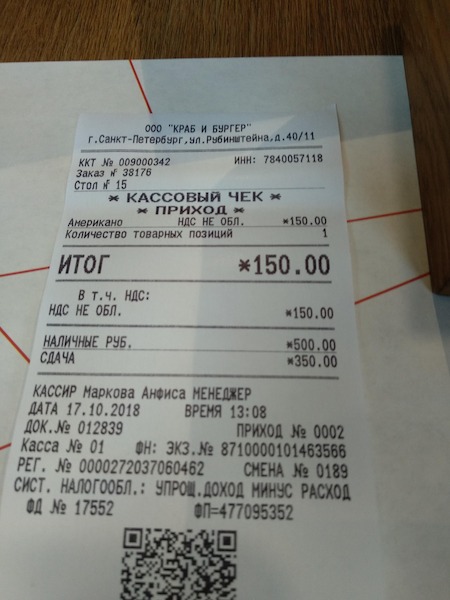 ООО "КРАБ И БУРГЕР"
г.Санкт-Петербург,ул.Рубинштейна,д.40/11
ККТ № 009000342 ИНН: 7840057118
Заказ № 38176
Стол № 15
* КАССОВЫЙ ЧЕК *
* ПРИХОД *
Американо НДС НЕ ОБЛ. *150.00
Количество товарных позиций 1
ИТОГ *150.00
В т.ч. НДС:
НДС НЕ ОБЛ. *150.00
НАЛИЧНЫЕ РУБ. *500.00
СДАЧА *350.00
КАССИР Маркова Анфиса МЕНЕДЖЕР
ДАТА 17.10.2018 ВРЕМЯ 13:08
ДОК.№ 012839 ПРИХОД № 0002
Касса № 01 ФН: ЭКЗ.№ 8710000101463566
РЕГ. № 0000272037060462 СМЕНА № 0189
СИСТ. НАЛОГООБЛ.: УПРОЩ.ДОХОД МИНУС РАСХОД
ФД № 17552 ФП=477095352